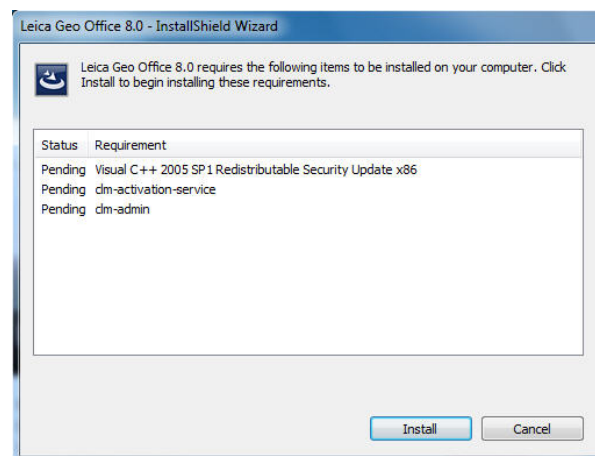 Leica Geo Office 8.0 - InstallShield Wizard
Leica Geo Office 8.0 requires the following items to be installed on your computer. Click
Install to begin installing these requirements.
Status Requirement
Pending Visual C++ 2005 SP1 Redistributable Security Update x86
Pending clm-activation-service
Pending clm-admin
Install Cancel